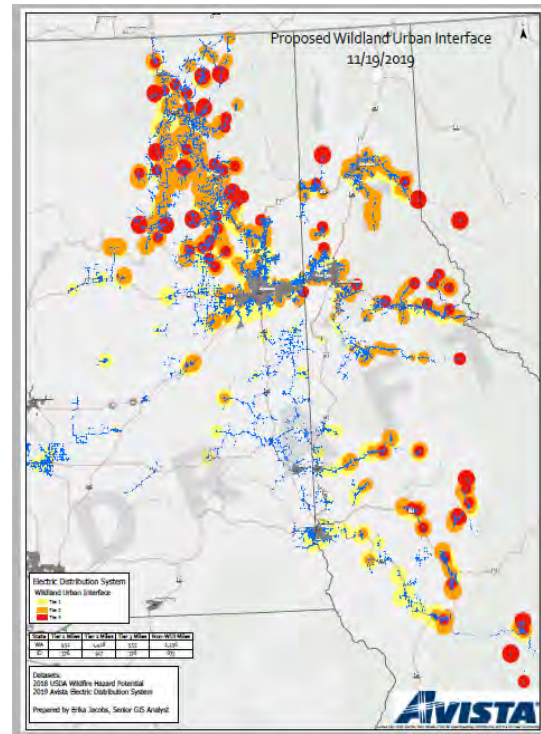 Proposed Wildland Urban Interface
11/19/2019
DRAFT
Electric Distribution System
Wildland Urban Interface
Tier 1
Tier 2
Tier 3
State Tier 1 Miles Tier 2 Miles Tier 3 Miles Non-WUI Miles
WA
ID
Datasets:
2018 USDA Wildfire Hazard Potential
2019 Avista Electric Distribution System
Prepared by Erika Jacobs, Senior GIS Analyst
AVISTA